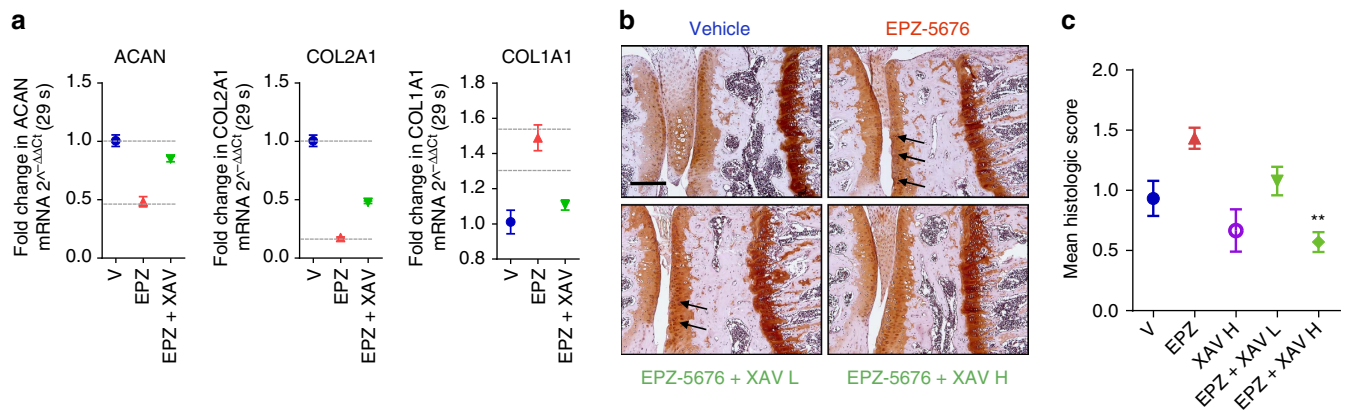 a
ACAN
Fold change in ACAN
mRNA 2^−ΔΔCt (29 s)
1.5
1.0
0.5
0.0
V
EPZ
EPZ + XAV
COL2A1
Fold change in COL2A1
mRNA 2^−ΔΔCt (29 s)
1.5
1.0
0.5
0.0
V
EPZ
EPZ + XAV
COL1A1
Fold change in COL1A1
mRNA 2^−ΔΔCt (29 s)
1.8
1.6
1.4
1.2
1.0
0.8
V
EPZ
EPZ + XAV
b
Vehicle
EPZ-5676
EPZ-5676 + XAV L
EPZ-5676 + XAV H
c
Mean histologic score
2.0
1.5
1.0
0.5
0.0
**
V
EPZ
XAV H
EPZ + XAV L
EPZ + XAV H